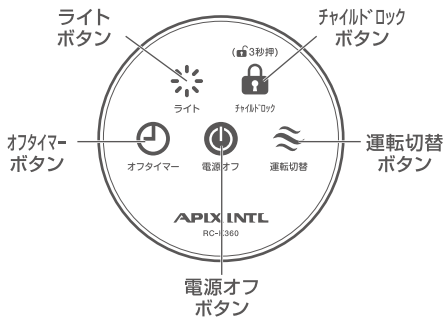 ライト
ボタン
チャイルドロック
ボタン
(3秒押)
ライト
チャイルドロック
オフタイマー
ボタン
オフタイマー
電源オフ
運転切替
運転切替
ボタン
APIX INTL
電源オフ
ボタン